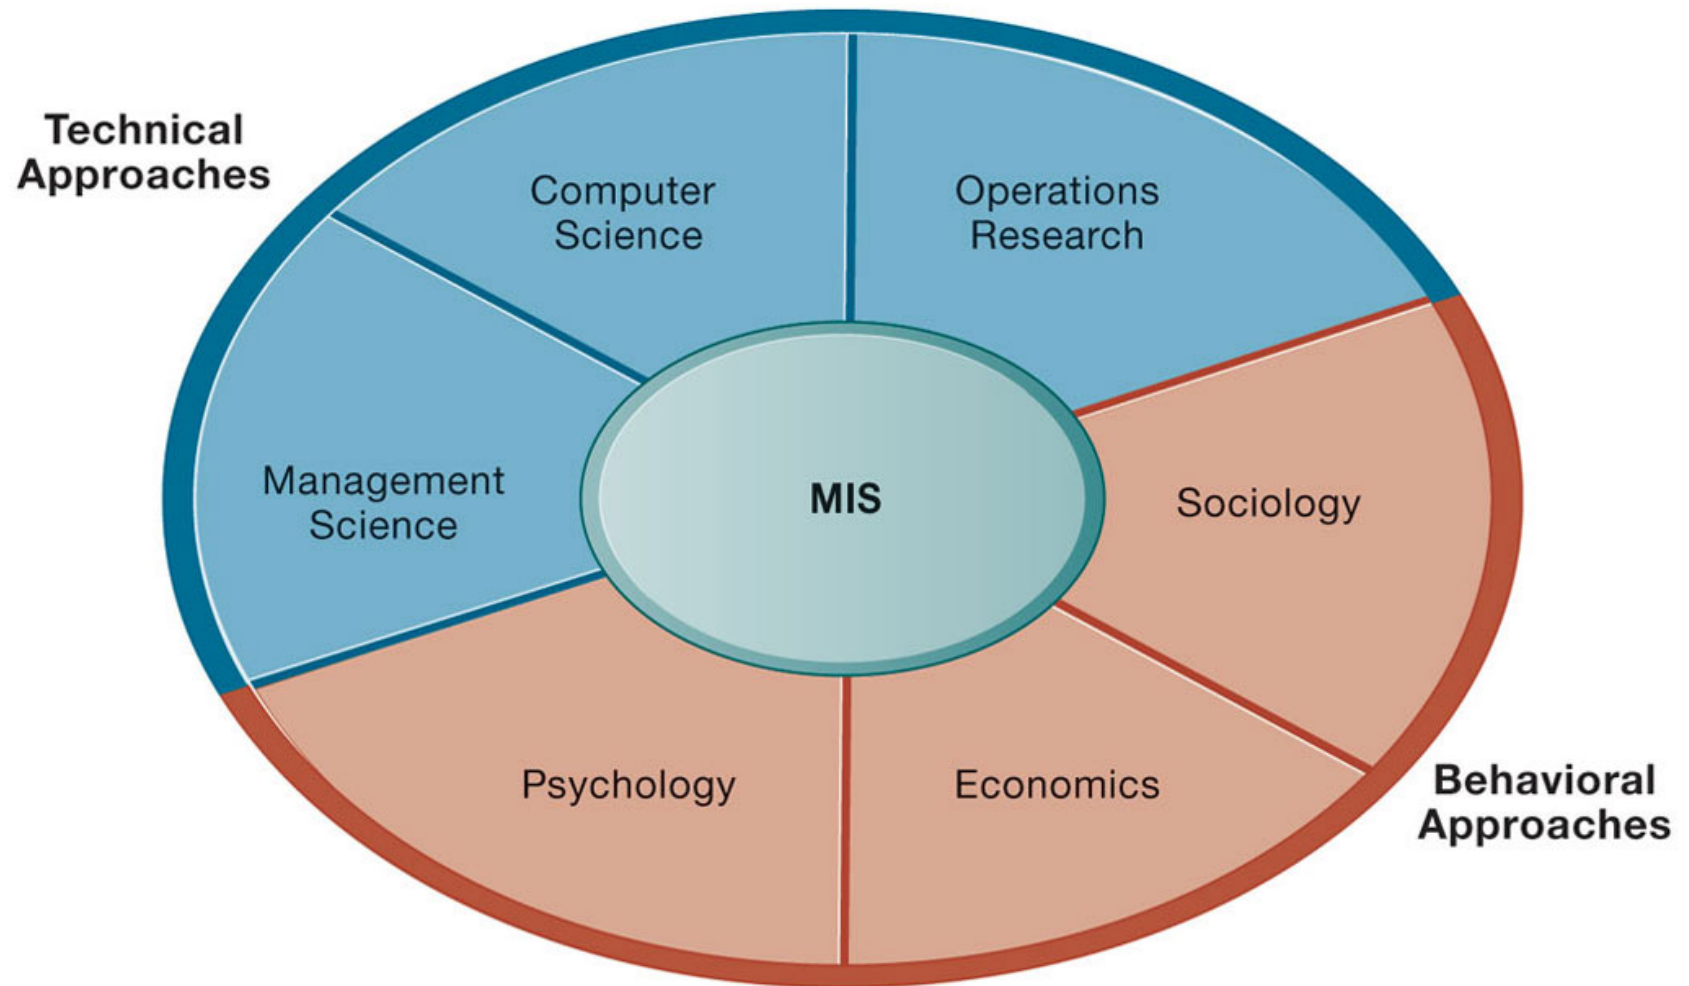 Technical
Approaches
Computer
Science
Operations
Research
Management
Science
MIS
Sociology
Psychology
Economics
Behavioral
Approaches